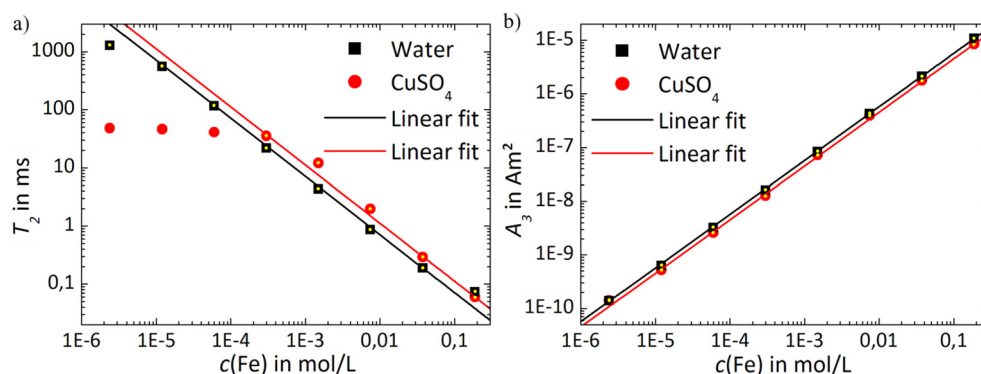 a)
T₂ in ms
1000
100
10
1
0,1
Water
CuSO₄
Linear fit
Linear fit
1E-6 1E-5 1E-4 1E-3 0,01 0,1
c(Fe) in mol/L
b)
A₃ in Am²
1E-5
1E-6
1E-7
1E-8
1E-9
1E-10
Water
CuSO₄
Linear fit
Linear fit
1E-6 1E-5 1E-4 1E-3 0,01 0,1
c(Fe) in mol/L